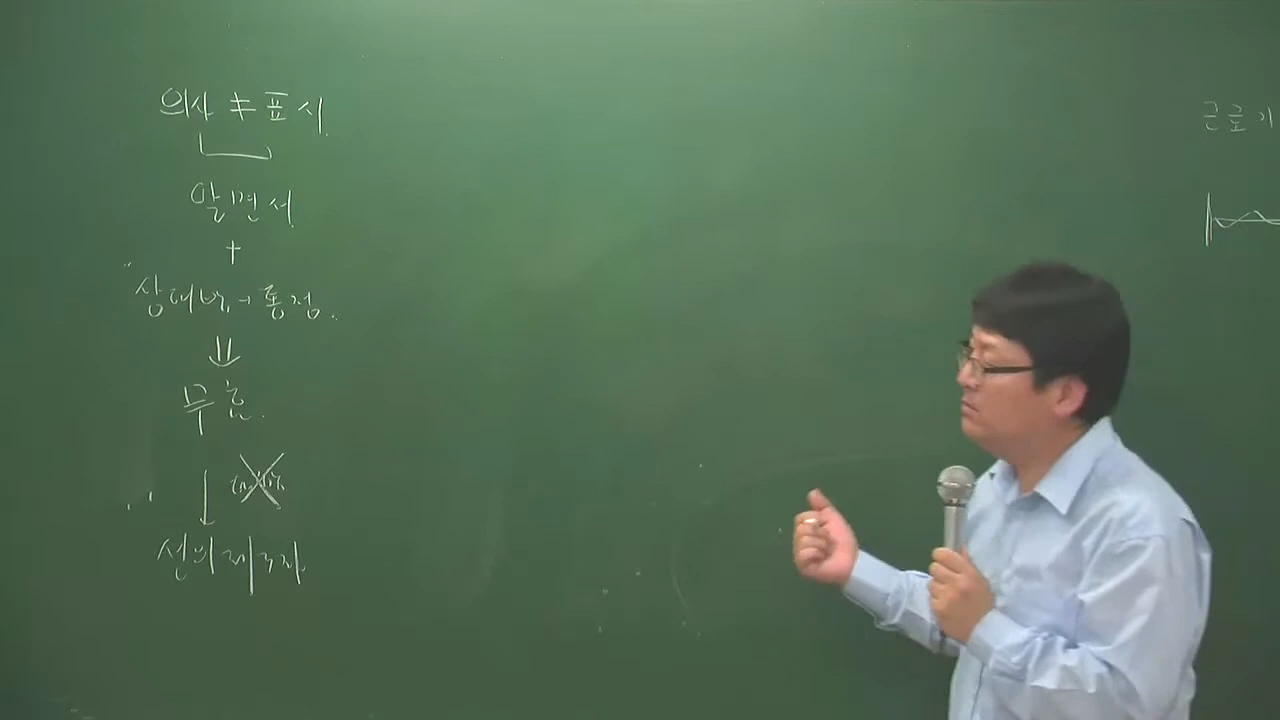 의사 ≠ 표시.
알면서
+
상대방 → 통정.
⇓
무효.
↓
선의 제3자.
근로기